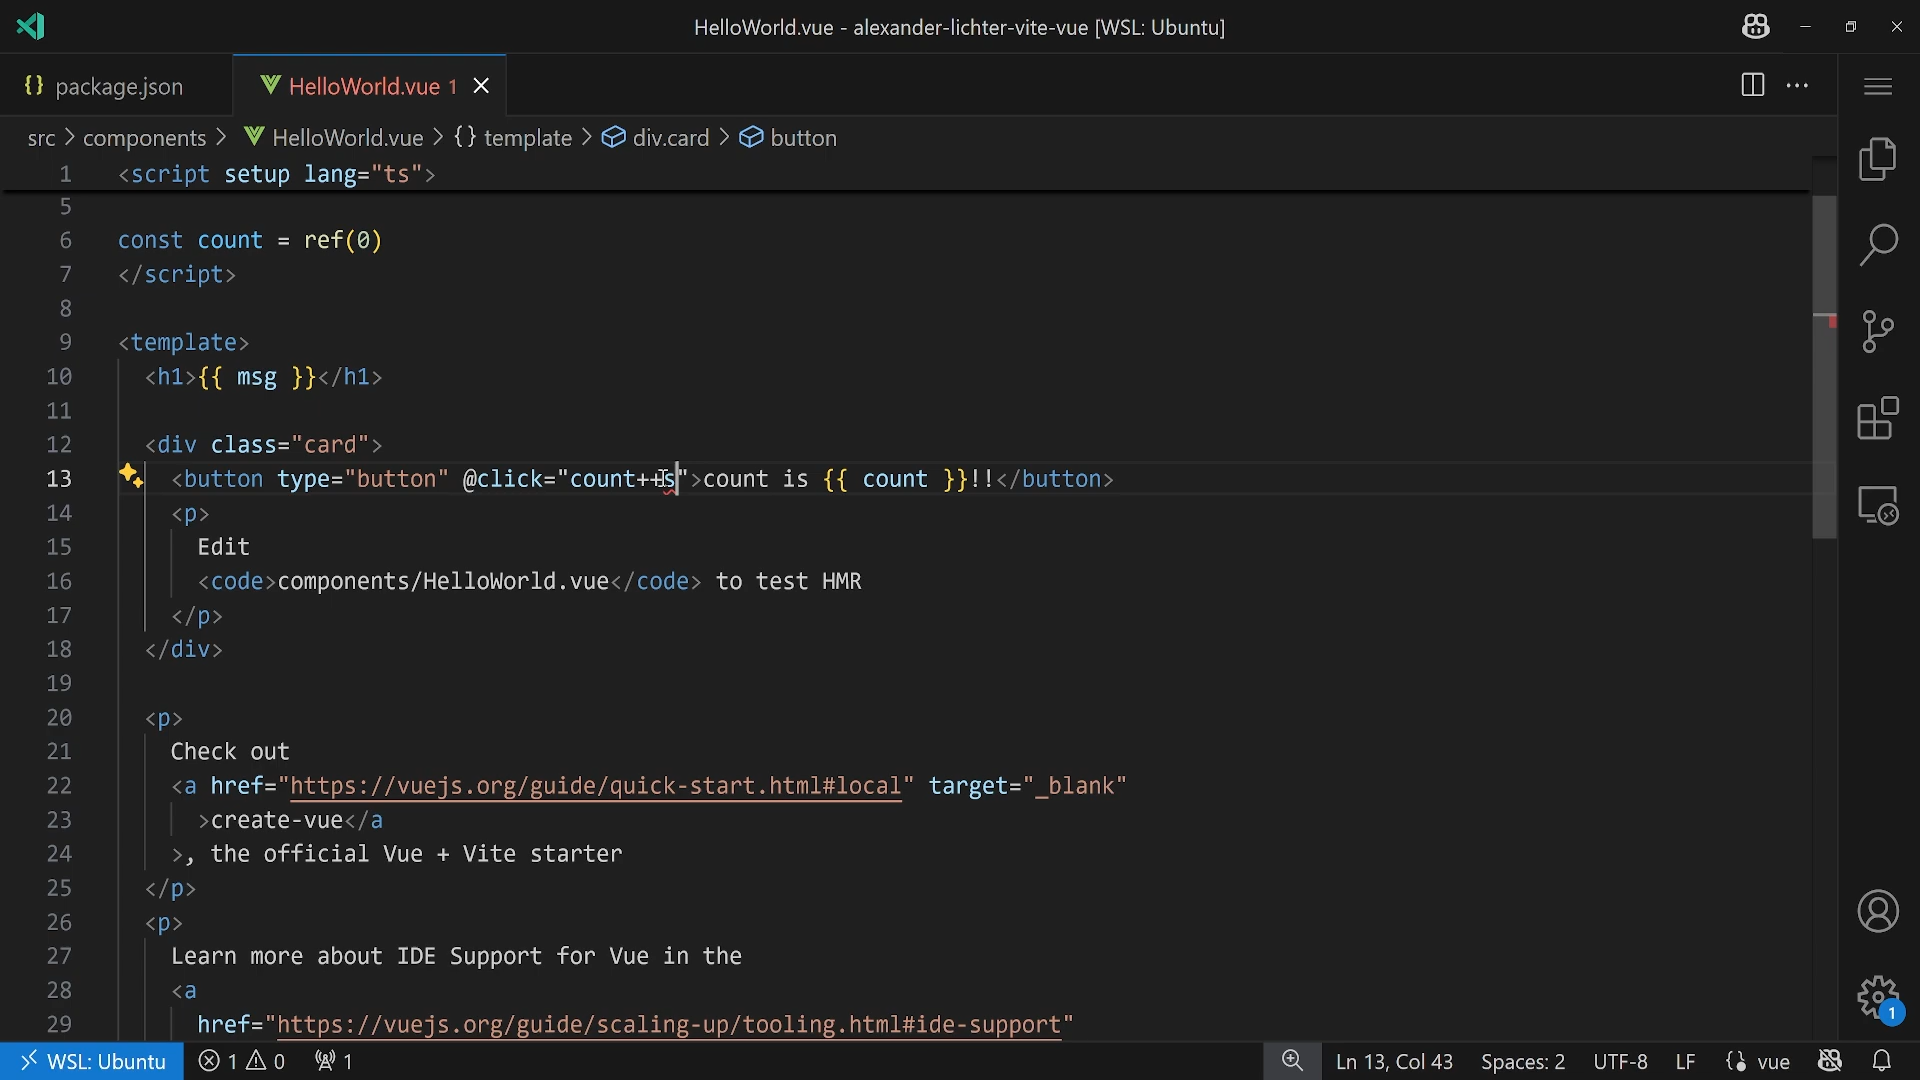 HelloWorld.vue - alexander-lichter-vite-vue [WSL: Ubuntu]
{} package.json HelloWorld.vue 1
src > components > HelloWorld.vue > {} template > div.card > button
1 <script setup lang="ts">
5
6 const count = ref(0)
7 </script>
8
9 <template>
10 <h1>{{ msg }}</h1>
11
12 <div class="card">
13 <button type="button" @click="count++s">count is {{ count }}!!</button>
14 <p>
15 Edit
16 <code>components/HelloWorld.vue</code> to test HMR
17 </p>
18 </div>
19
20 <p>
21 Check out
22 <a href="https://vuejs.org/guide/quick-start.html#local" target="_blank"
23 >create-vue</a
24 >, the official Vue + Vite starter
25 </p>
26 <p>
27 Learn more about IDE Support for Vue in the
28 <a
29 href="https://vuejs.org/guide/scaling-up/tooling.html#ide-support"
1
WSL: Ubuntu 1 0 1 Ln 13, Col 43 Spaces: 2 UTF-8 LF vue